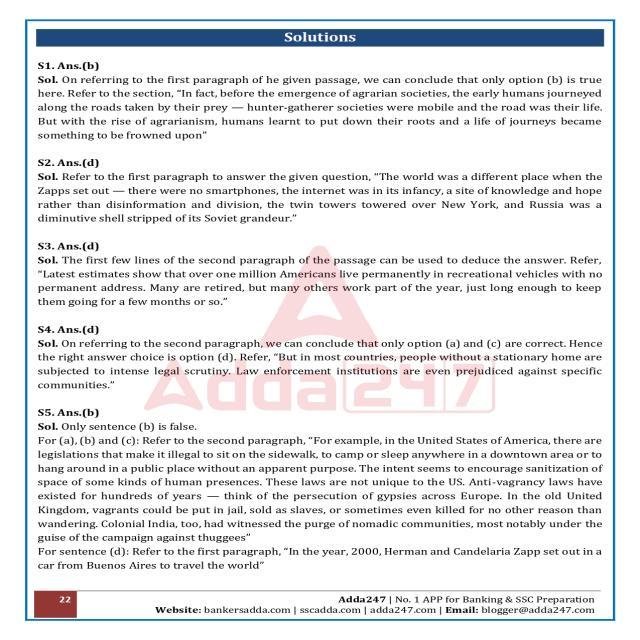 Solutions
S1. Ans.(b)
Sol. On referring to the first paragraph of he given passage, we can conclude that only option (b) is true
here. Refer to the section, “In fact, before the emergence of agrarian societies, the early humans journeyed
along the roads taken by their prey — hunter-gatherer societies were mobile and the road was their life.
But with the rise of agrarianism, humans learnt to put down their roots and a life of journeys became
something to be frowned upon”
S2. Ans.(d)
Sol. Refer to the first paragraph to answer the given question, “The world was a different place when the
Zapps set out — there were no smartphones, the internet was in its infancy, a site of knowledge and hope
rather than disinformation and division, the twin towers towered over New York, and Russia was a
diminutive shell stripped of its Soviet grandeur.”
S3. Ans.(d)
Sol. The first few lines of the second paragraph of the passage can be used to deduce the answer. Refer,
“Latest estimates show that over one million Americans live permanently in recreational vehicles with no
permanent address. Many are retired, but many others work part of the year, just long enough to keep
them going for a few months or so.”
S4. Ans.(d)
Sol. On referring to the second paragraph, we can conclude that only option (a) and (c) are correct. Hence
the right answer choice is option (d). Refer, “But in most countries, people without a stationary home are
subjected to intense legal scrutiny. Law enforcement institutions are even prejudiced against specific
communities.”
Adda247
S5. Ans.(b)
Sol. Only sentence (b) is false.
For (a), (b) and (c): Refer to the second paragraph, “For example, in the United States of America, there are
legislations that make it illegal to sit on the sidewalk, to camp or sleep anywhere in a downtown area or to
hang around in a public place without an apparent purpose. The intent seems to encourage sanitization of
space of some kinds of human presences. These laws are not unique to the US. Anti-vagrancy laws have
existed for hundreds of years — think of the persecution of gypsies across Europe. In the old United
Kingdom, vagrants could be put in jail, sold as slaves, or sometimes even killed for no other reason than
wandering. Colonial India, too, had witnessed the purge of nomadic communities, most notably under the
guise of the campaign against thuggees”
For sentence (d): Refer to the first paragraph, “In the year, 2000, Herman and Candelaria Zapp set out in a
car from Buenos Aires to travel the world”
22
Adda247 | No. 1 APP for Banking & SSC Preparation
Website: bankersadda.com | sscadda.com | adda247.com | Email: blogger@adda247.com